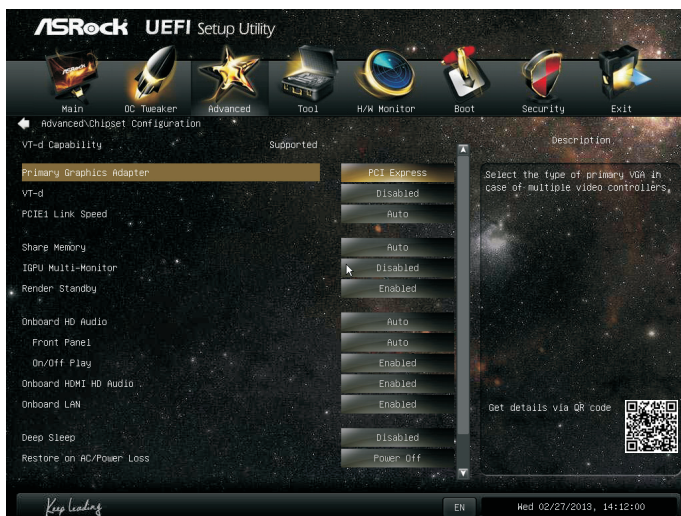 ASRock UEFI Setup Utility
Main OC Tweaker Advanced Tool H/W Monitor Boot Security Exit
Advanced\Chipset Configuration
Description
VT-d Capability Supported
Primary Graphics Adapter PCI Express
Select the type of primary VGA in
case of multiple video controllers.
VT-d Disabled
PCIE1 Link Speed Auto
Share Memory Auto
IGPU Multi-Monitor Disabled
Render Standby Enabled
Onboard HD Audio Auto
Front Panel Auto
On/Off Play Enabled
Onboard HDMI HD Audio Enabled
Onboard LAN Enabled
Get details via QR code
Deep Sleep Disabled
Restore on AC/Power Loss Power Off
Keep Leading
EN
Wed 02/27/2013, 14:12:00